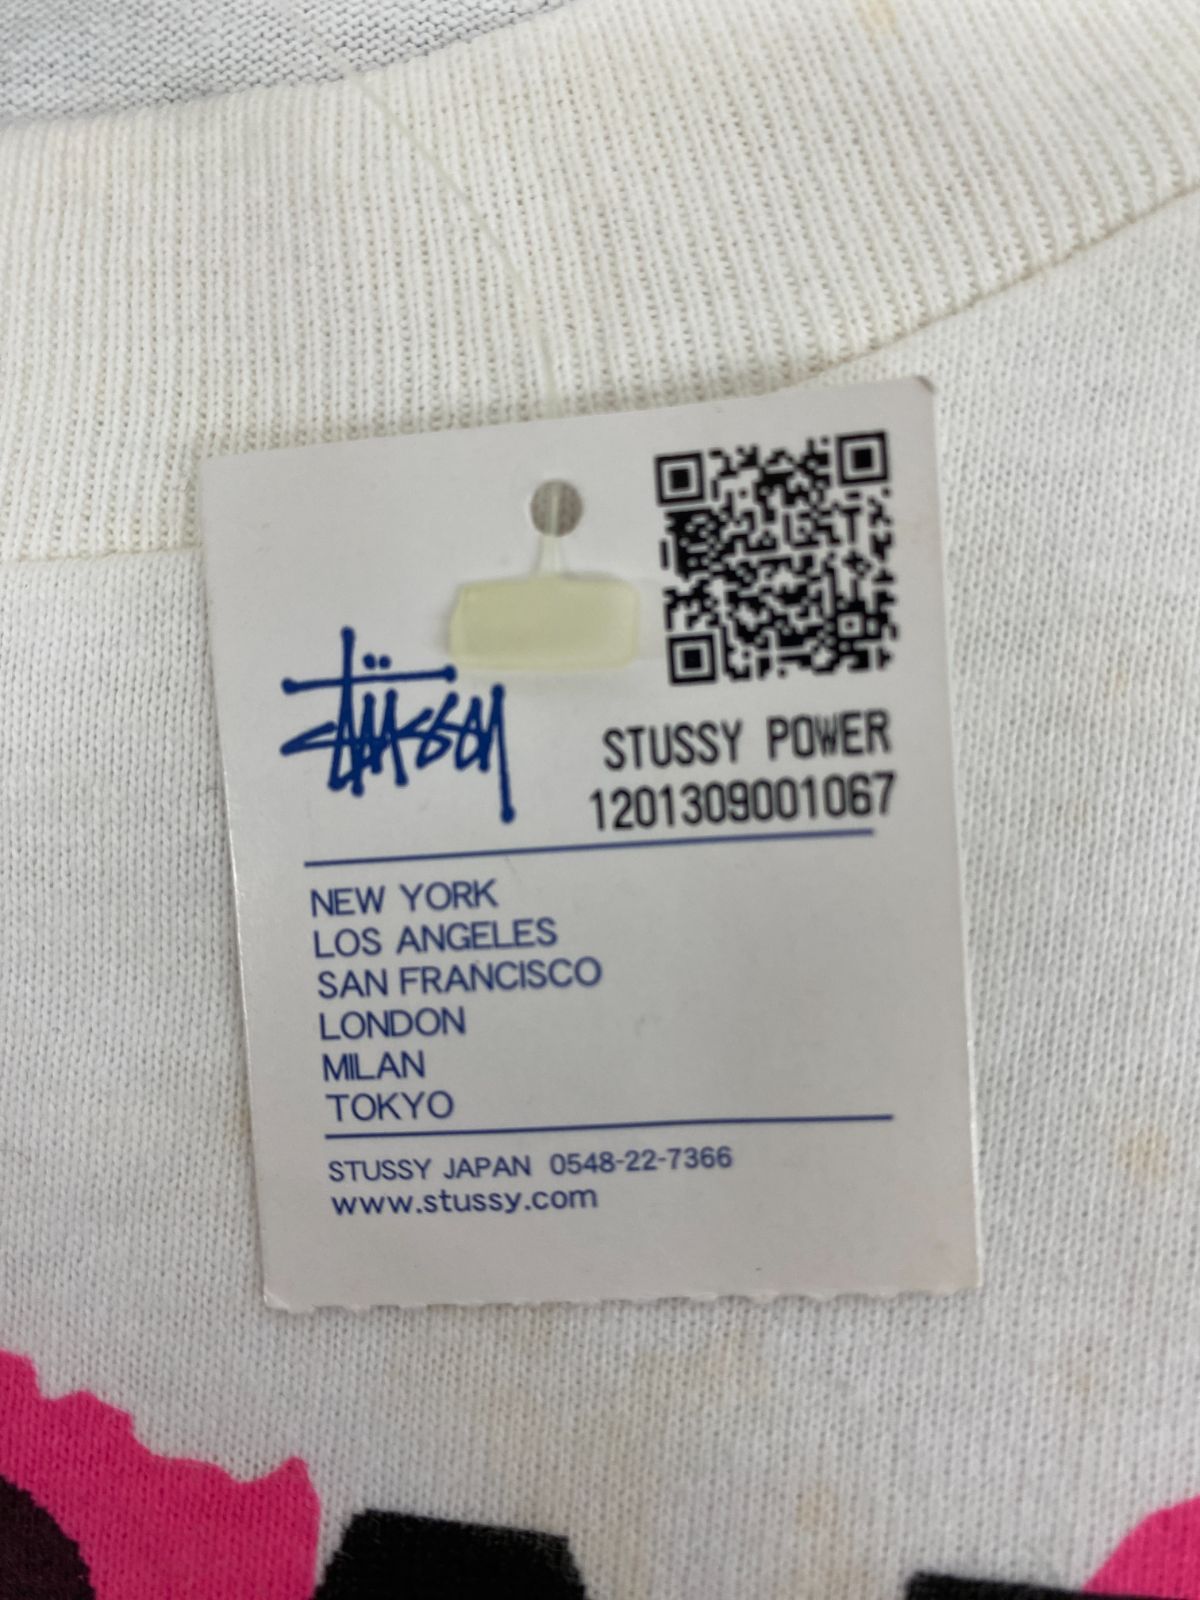 Stüssy
STUSSY POWER
1201309001067
NEW YORK
LOS ANGELES
SAN FRANCISCO
LONDON
MILAN
TOKYO
STUSSY JAPAN 0548-22-7366
www.stussy.com